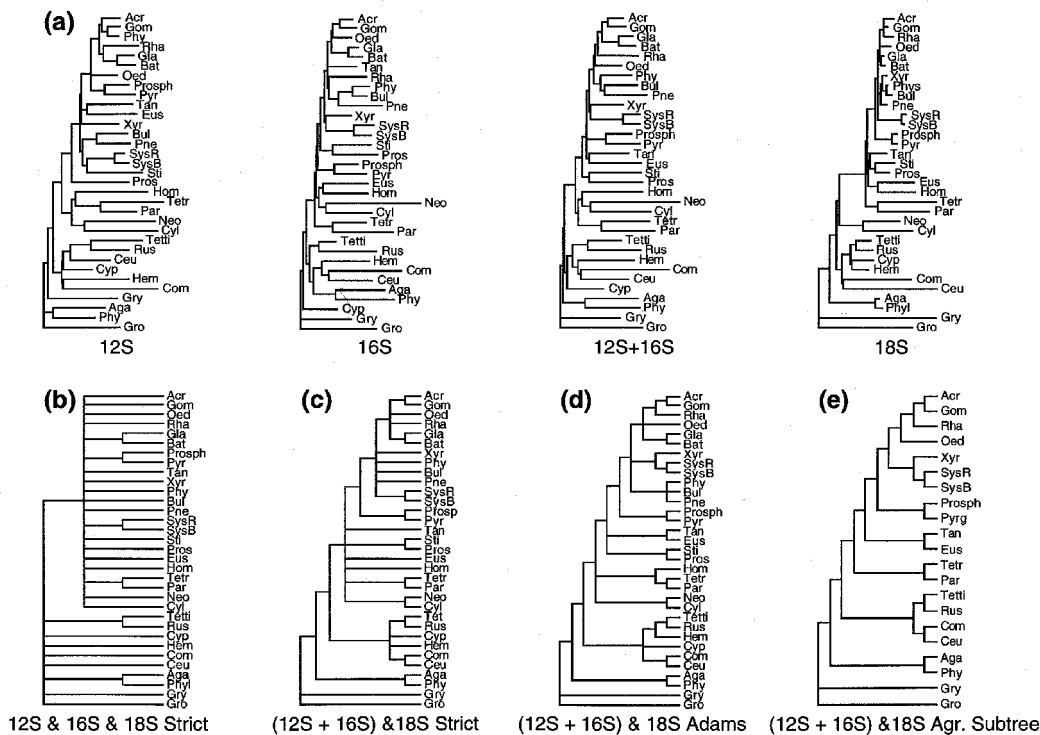 (a)
Acr
Gom
Phy
Rha
Gla
Bat
Oed
Prosph
Pyr
Tan
Eus
Xyr
Bul
Pne
SysR
SysB
Sti
Pros
Hom
Tetr
Par
Neo
Cyl
Tetti
Rus
Ceu
Cyp
Hem
Com
Gry
Aga
Phy
Gro
12S
Acr
Gom
Oed
Gla
Bat
Tan
Rha
Phy
Bul
Pne
Xyr
SysR
SysB
Sti
Pros
Prosph
Pyr
Eus
Hom
Neo
Cyl
Tetr
Par
Tetti
Rus
Hem
Com
Ceu
Aga
Phy
Cyp
Gry
Gro
16S
Acr
Gom
Gla
Bat
Rha
Oed
Phy
Bul
Pne
Xyr
SysR
SysB
Prosph
Pyr
Tan
Eus
Sti
Pros
Hom
Neo
Cyl
Tetr
Par
Tetti
Rus
Hem
Com
Ceu
Cyp
Aga
Phy
Gry
Gro
12S+16S
Acr
Gom
Rha
Oed
Gla
Bat
Xyr
Phys
Bul
Pne
SysR
SysB
Prosph
Pyr
Tan
Sti
Pros
Eus
Hom
Tetr
Par
Neo
Cyl
Tetti
Rus
Cyp
Hem
Com
Ceu
Aga
Phyl
Gry
Gro
18S
(b)
Acr
Gom
Oed
Rha
Gla
Bat
Prosph
Pyr
Tan
Xyr
Phy
Bul
Pne
SysR
SysB
Sti
Pros
Eus
Hom
Tetr
Par
Neo
Cyl
Tetti
Rus
Cyp
Hem
Com
Ceu
Aga
Phyl
Gry
Gro
12S & 16S & 18S Strict
(c)
Acr
Gom
Oed
Rha
Gla
Bat
Xyr
Phy
Bul
Pne
SysR
SysB
Prosp
Pyr
Tan
Sti
Pros
Eus
Hom
Tetr
Par
Neo
Cyl
Tet
Rus
Cyp
Hem
Com
Ceu
Aga
Phy
Gry
Gro
(12S + 16S) &18S Strict
(d)
Acr
Gom
Rha
Oed
Gla
Bat
Xyr
SysR
SysB
Phy
Bul
Pne
Prosph
Pyr
Tan
Eus
Sti
Pros
Hom
Tetr
Par
Neo
Cyl
Tetti
Rus
Hem
Cyp
Com
Ceu
Aga
Phy
Gry
Gro
(12S + 16S) & 18S Adams
(e)
Acr
Gom
Rha
Oed
Xyr
SysR
SysB
Prosph
Pyrg
Tan
Eus
Tetr
Par
Tetti
Rus
Com
Ceu
Aga
Phy
Gry
Gro
(12S + 16S) &18S Agr. Subtree